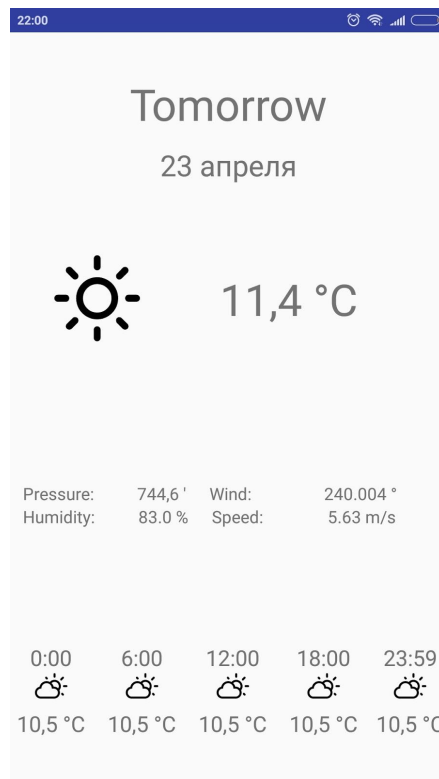 22:00
Tomorrow
23 апреля
11,4 °C
Pressure: 744,6 ' Wind: 240.004 °
Humidity: 83.0 % Speed: 5.63 m/s
0:00 6:00 12:00 18:00 23:59
10,5 °C 10,5 °C 10,5 °C 10,5 °C 10,5 °C